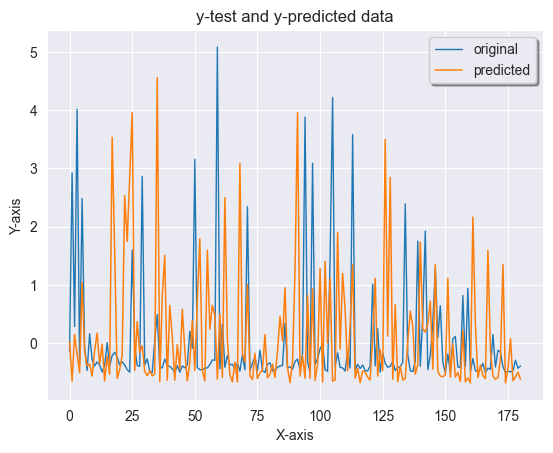 y-test and y-predicted data
original
predicted
Y-axis
5
4
3
2
1
0
0 25 50 75 100 125 150 175
X-axis